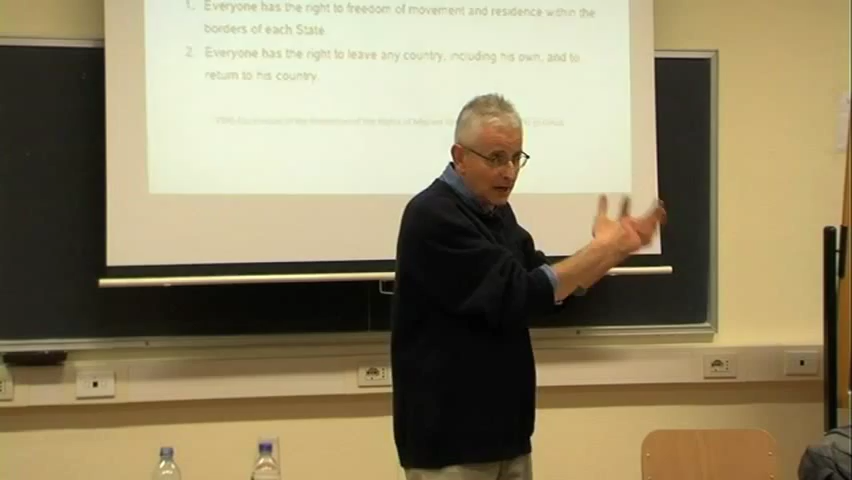 1. Everyone has the right to freedom of movement and residence within the
borders of each State.
2. Everyone has the right to leave any country, including his own, and to
return to his country.